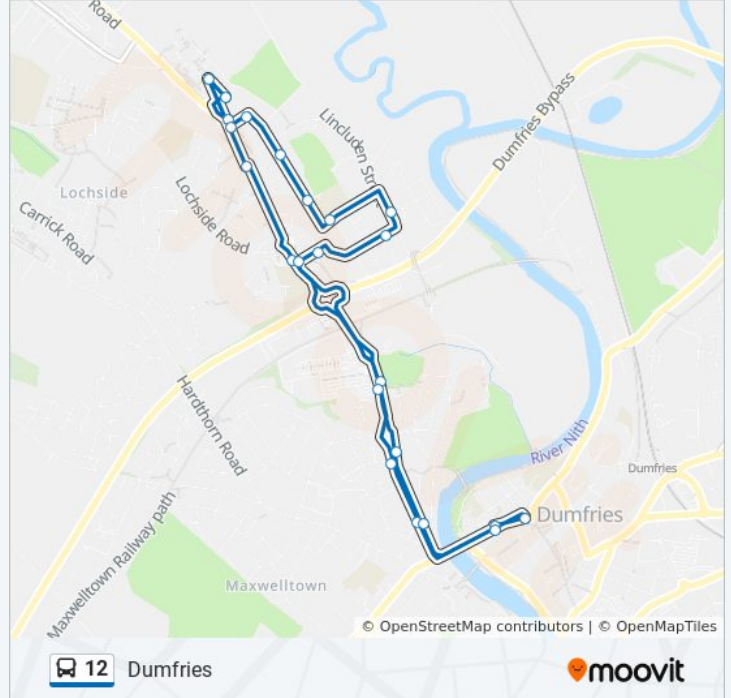 Road
Lincluden Str
Dumfries Bypass
Lochside
Lochside Road
Carrick Road
Hardthorn Road
River Nith
Dumfries
Dumfries
Maxwelltown Railway path
Maxwelltown
© OpenStreetMap contributors | © OpenMapTiles
12 Dumfries
moovit